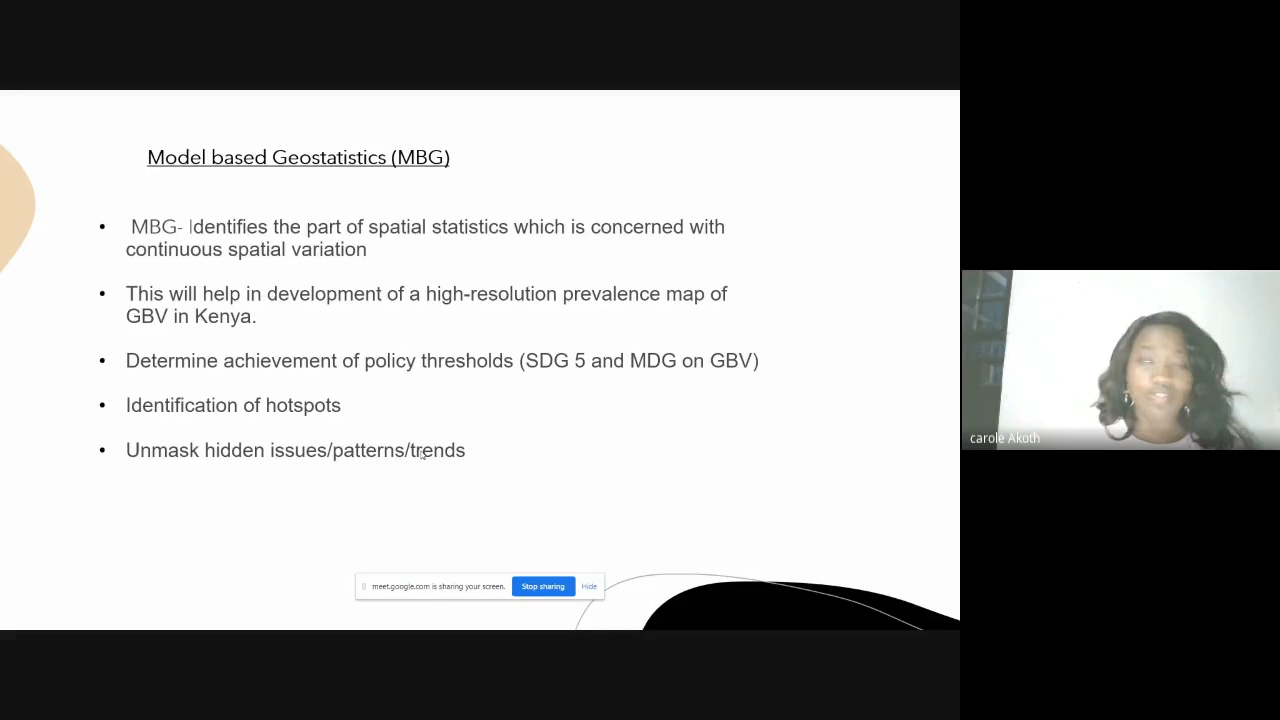 Model based Geostatistics (MBG)
• MBG- Identifies the part of spatial statistics which is concerned with
continuous spatial variation
• This will help in development of a high-resolution prevalence map of
GBV in Kenya.
• Determine achievement of policy thresholds (SDG 5 and MDG on GBV)
• Identification of hotspots
• Unmask hidden issues/patterns/trends
carole Akoth
meet.google.com is sharing your screen. Stop sharing Hide